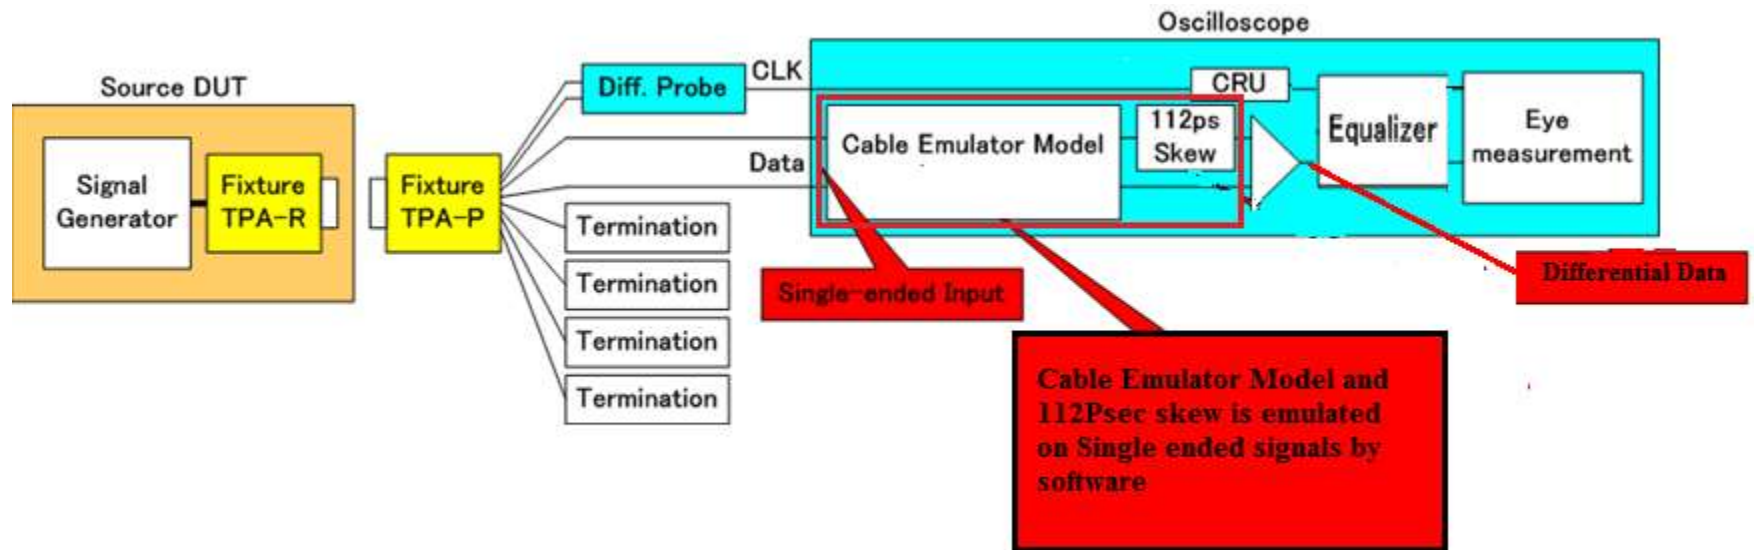 Oscilloscope
Source DUT
Signal
Generator
Fixture
TPA-R
Fixture
TPA-P
Diff. Probe
CLK
Data
Termination
Termination
Termination
Termination
Cable Emulator Model
112ps
Skew
CRU
Equalizer
Eye
measurement
Single-ended Input
Differential Data
Cable Emulator Model and
112Psec skew is emulated
on Single ended signals by
software